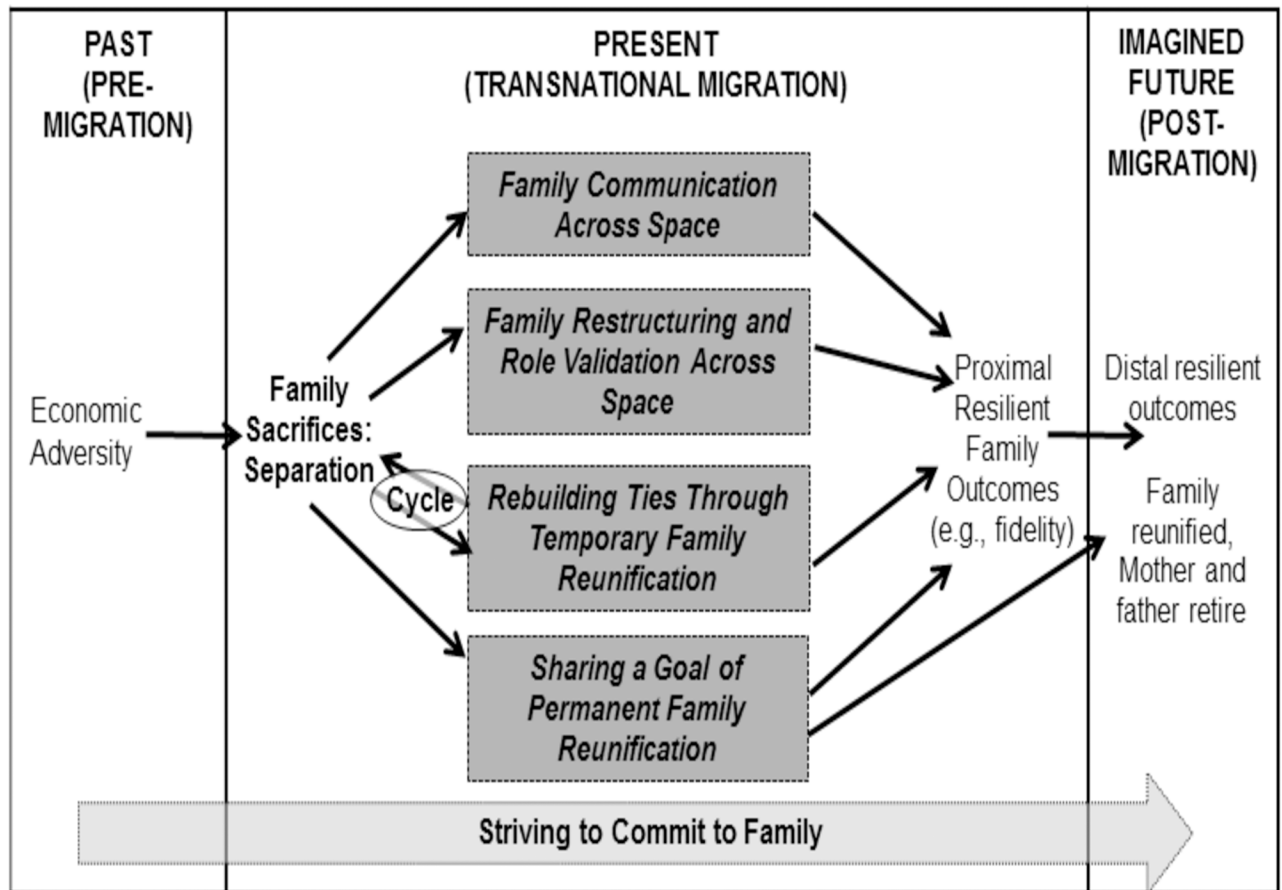 PAST
(PRE-
MIGRATION)
PRESENT
(TRANSNATIONAL MIGRATION)
IMAGINED
FUTURE
(POST-
MIGRATION)
Economic
Adversity
Family
Sacrifices:
Separation
Cycle
Family Communication
Across Space
Family Restructuring and
Role Validation Across
Space
Rebuilding Ties Through
Temporary Family
Reunification
Sharing a Goal of
Permanent Family
Reunification
Proximal
Resilient
Family
Outcomes
(e.g., fidelity)
Distal resilient
outcomes
Family
reunified,
Mother and
father retire
Striving to Commit to Family